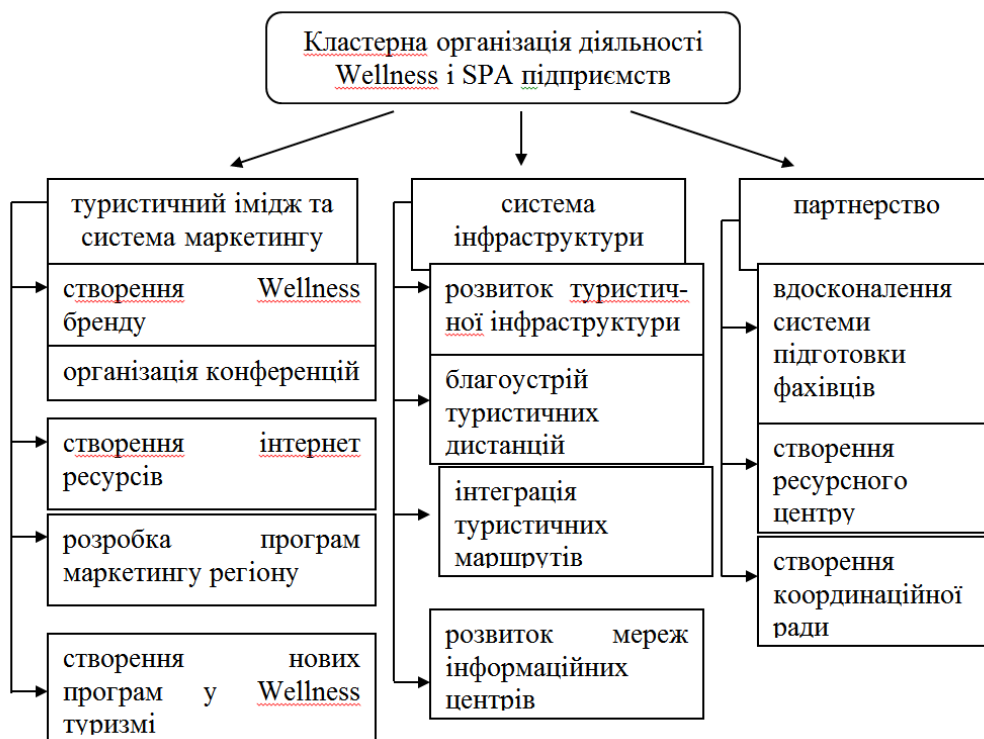 Кластерна організація діяльності
Wellness і SPA підприємств
туристичний імідж та
система маркетингу
створення Wellness
бренду
організація конференцій
створення інтернет
ресурсів
розробка програм
маркетингу регіону
створення нових
програм у Wellness
туризмі
система
інфраструктури
розвиток туристич-
ної інфраструктури
благоустрій
туристичних
дистанцій
інтеграція
туристичних
маршрутів
розвиток мереж
інформаційних
центрів
партнерство
вдосконалення
системи
підготовки
фахівців
створення
ресурсного
центру
створення
координаційної
ради